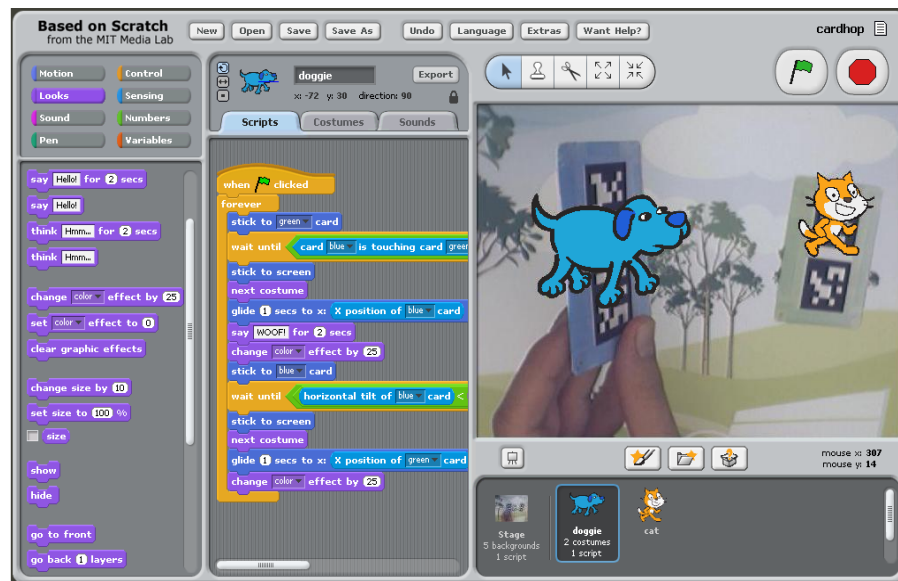 Based on Scratch
from the MIT Media Lab
New Open Save Save As Undo Language Extras Want Help?
cardhop
Motion Control
Looks Sensing
Sound Numbers
Pen Variables
doggie Export
x: -72 y: 30 direction: 90
Scripts Costumes Sounds
say Hello! for 2 secs
say Hello!
think Hmm... for 2 secs
think Hmm...
change color effect by 25
set color effect to 0
clear graphic effects
change size by 10
set size to 100 %
size
show
hide
go to front
go back 1 layers
when clicked
forever
stick to green card
wait until card blue is touching card green
stick to screen
next costume
glide 1 secs to x: X position of blue card
say WOOF! for 2 secs
change color effect by 25
stick to blue card
wait until horizontal tilt of blue card <
stick to screen
next costume
glide 1 secs to x: X position of green card
change color effect by 25
mouse x: 307
mouse y: 14
Stage
5 backgrounds
1 script
doggie
2 costumes
1 script
cat